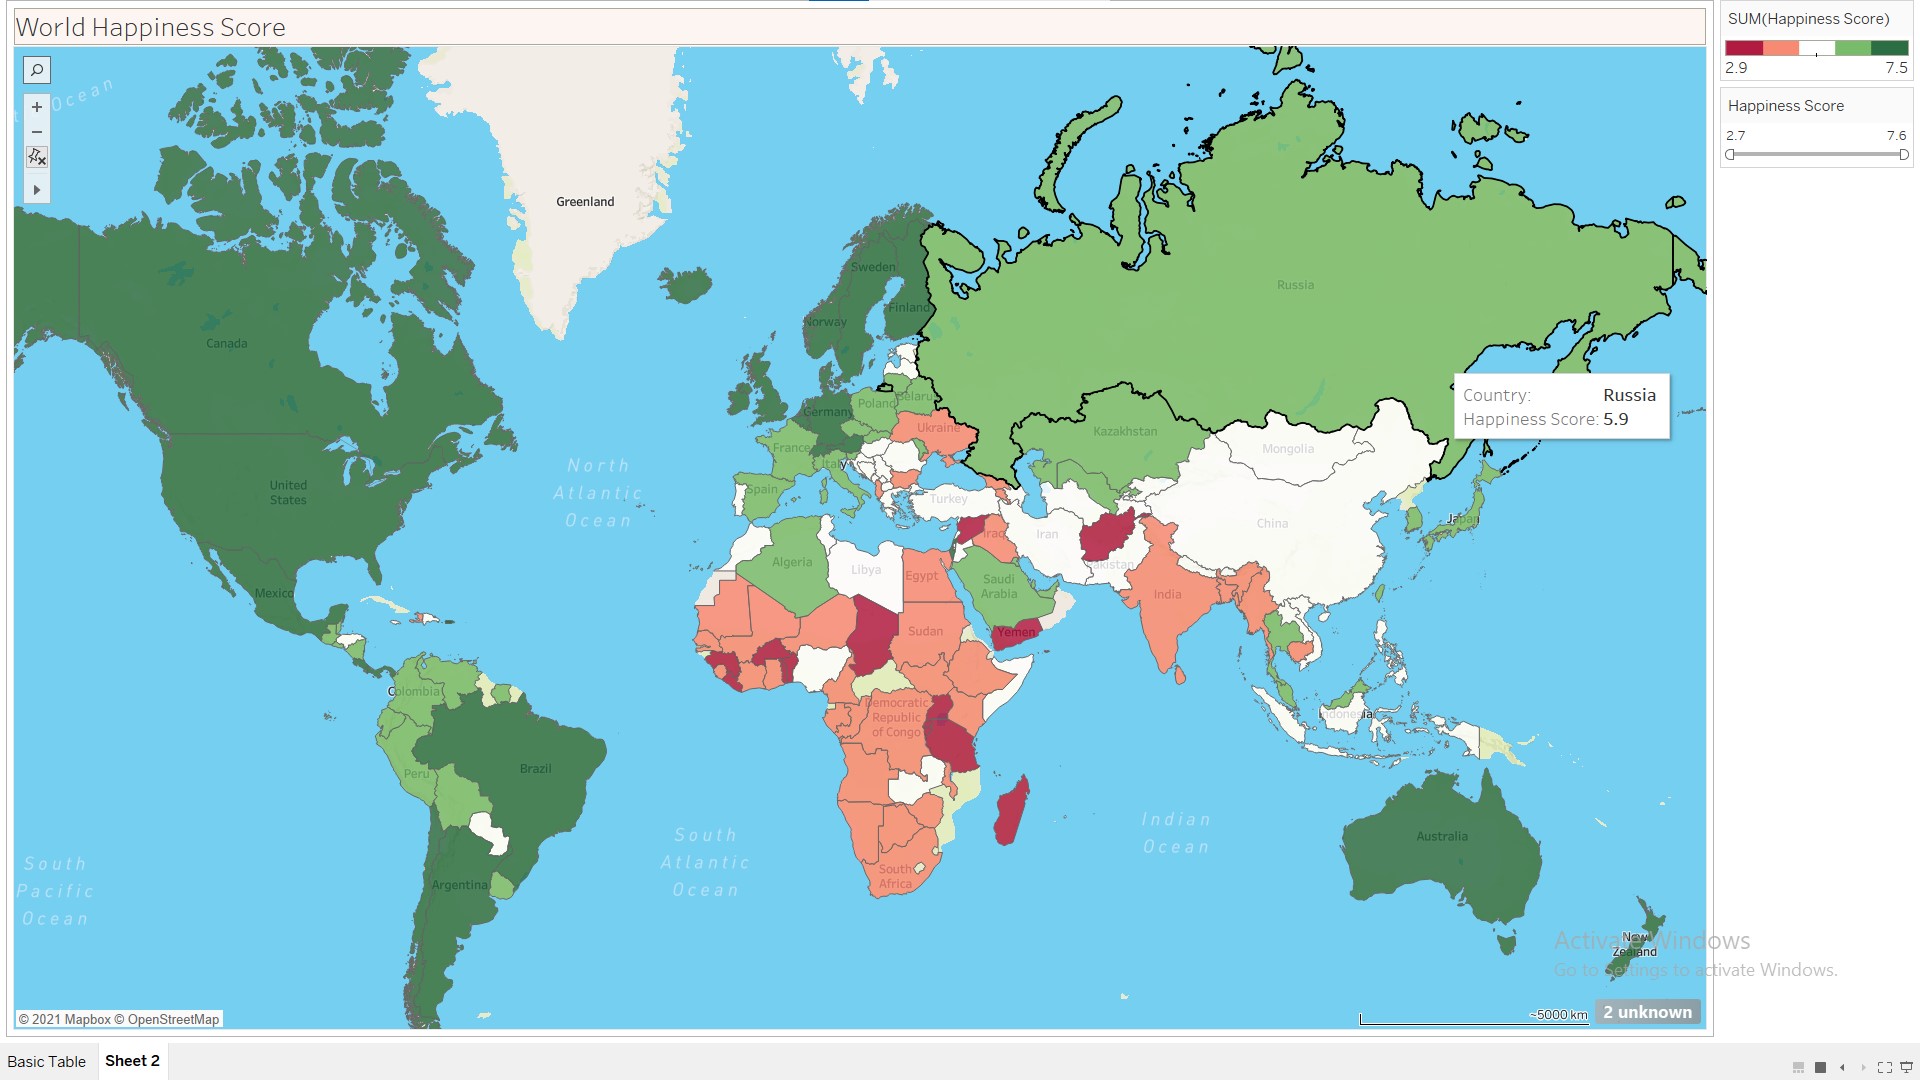 World Happiness Score
SUM(Happiness Score)
2.9 7.5
Happiness Score
2.7 7.6
Ocean
Greenland
Sweden
Finland
Norway
Russia
Canada
Country: Russia
Happiness Score: 5.9
Germany
Poland
Belarus
Ukraine
Kazakhstan
France
Italy
Mongolia
North
Atlantic
Ocean
United
States
Spain
Turkey
Japan
China
Iraq
Iran
Algeria
Libya
Egypt
Pakistan
Saudi
Arabia
India
Mexico
Sudan
Yemen
Colombia
Democratic
Republic
of Congo
Indonesia
Brazil
Peru
South
Atlantic
Ocean
Indian
Ocean
Australia
South
Pacific
Ocean
Argentina
South
Africa
New
Zealand
Activate Windows
Go to Settings to activate Windows.
© 2021 Mapbox © OpenStreetMap
~5000 km
2 unknown
Basic Table
Sheet 2